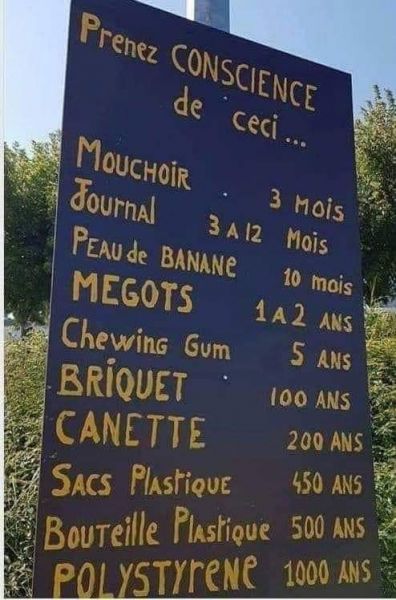 Prenez CONSCIENCE
de ceci...
MOUCHOIR 3 MOIS
Journal 3 A 12 MOIS
PEAU de BANANE 10 mois
MEGOTS 1 A 2 ANS
Chewing Gum 5 ANS
BRIQUET 100 ANS
CANETTE 200 ANS
SACS PLASTIQUE 450 ANS
BOUTEILLE PLASTIQUE 500 ANS
POLYSTYRENE 1000 ANS